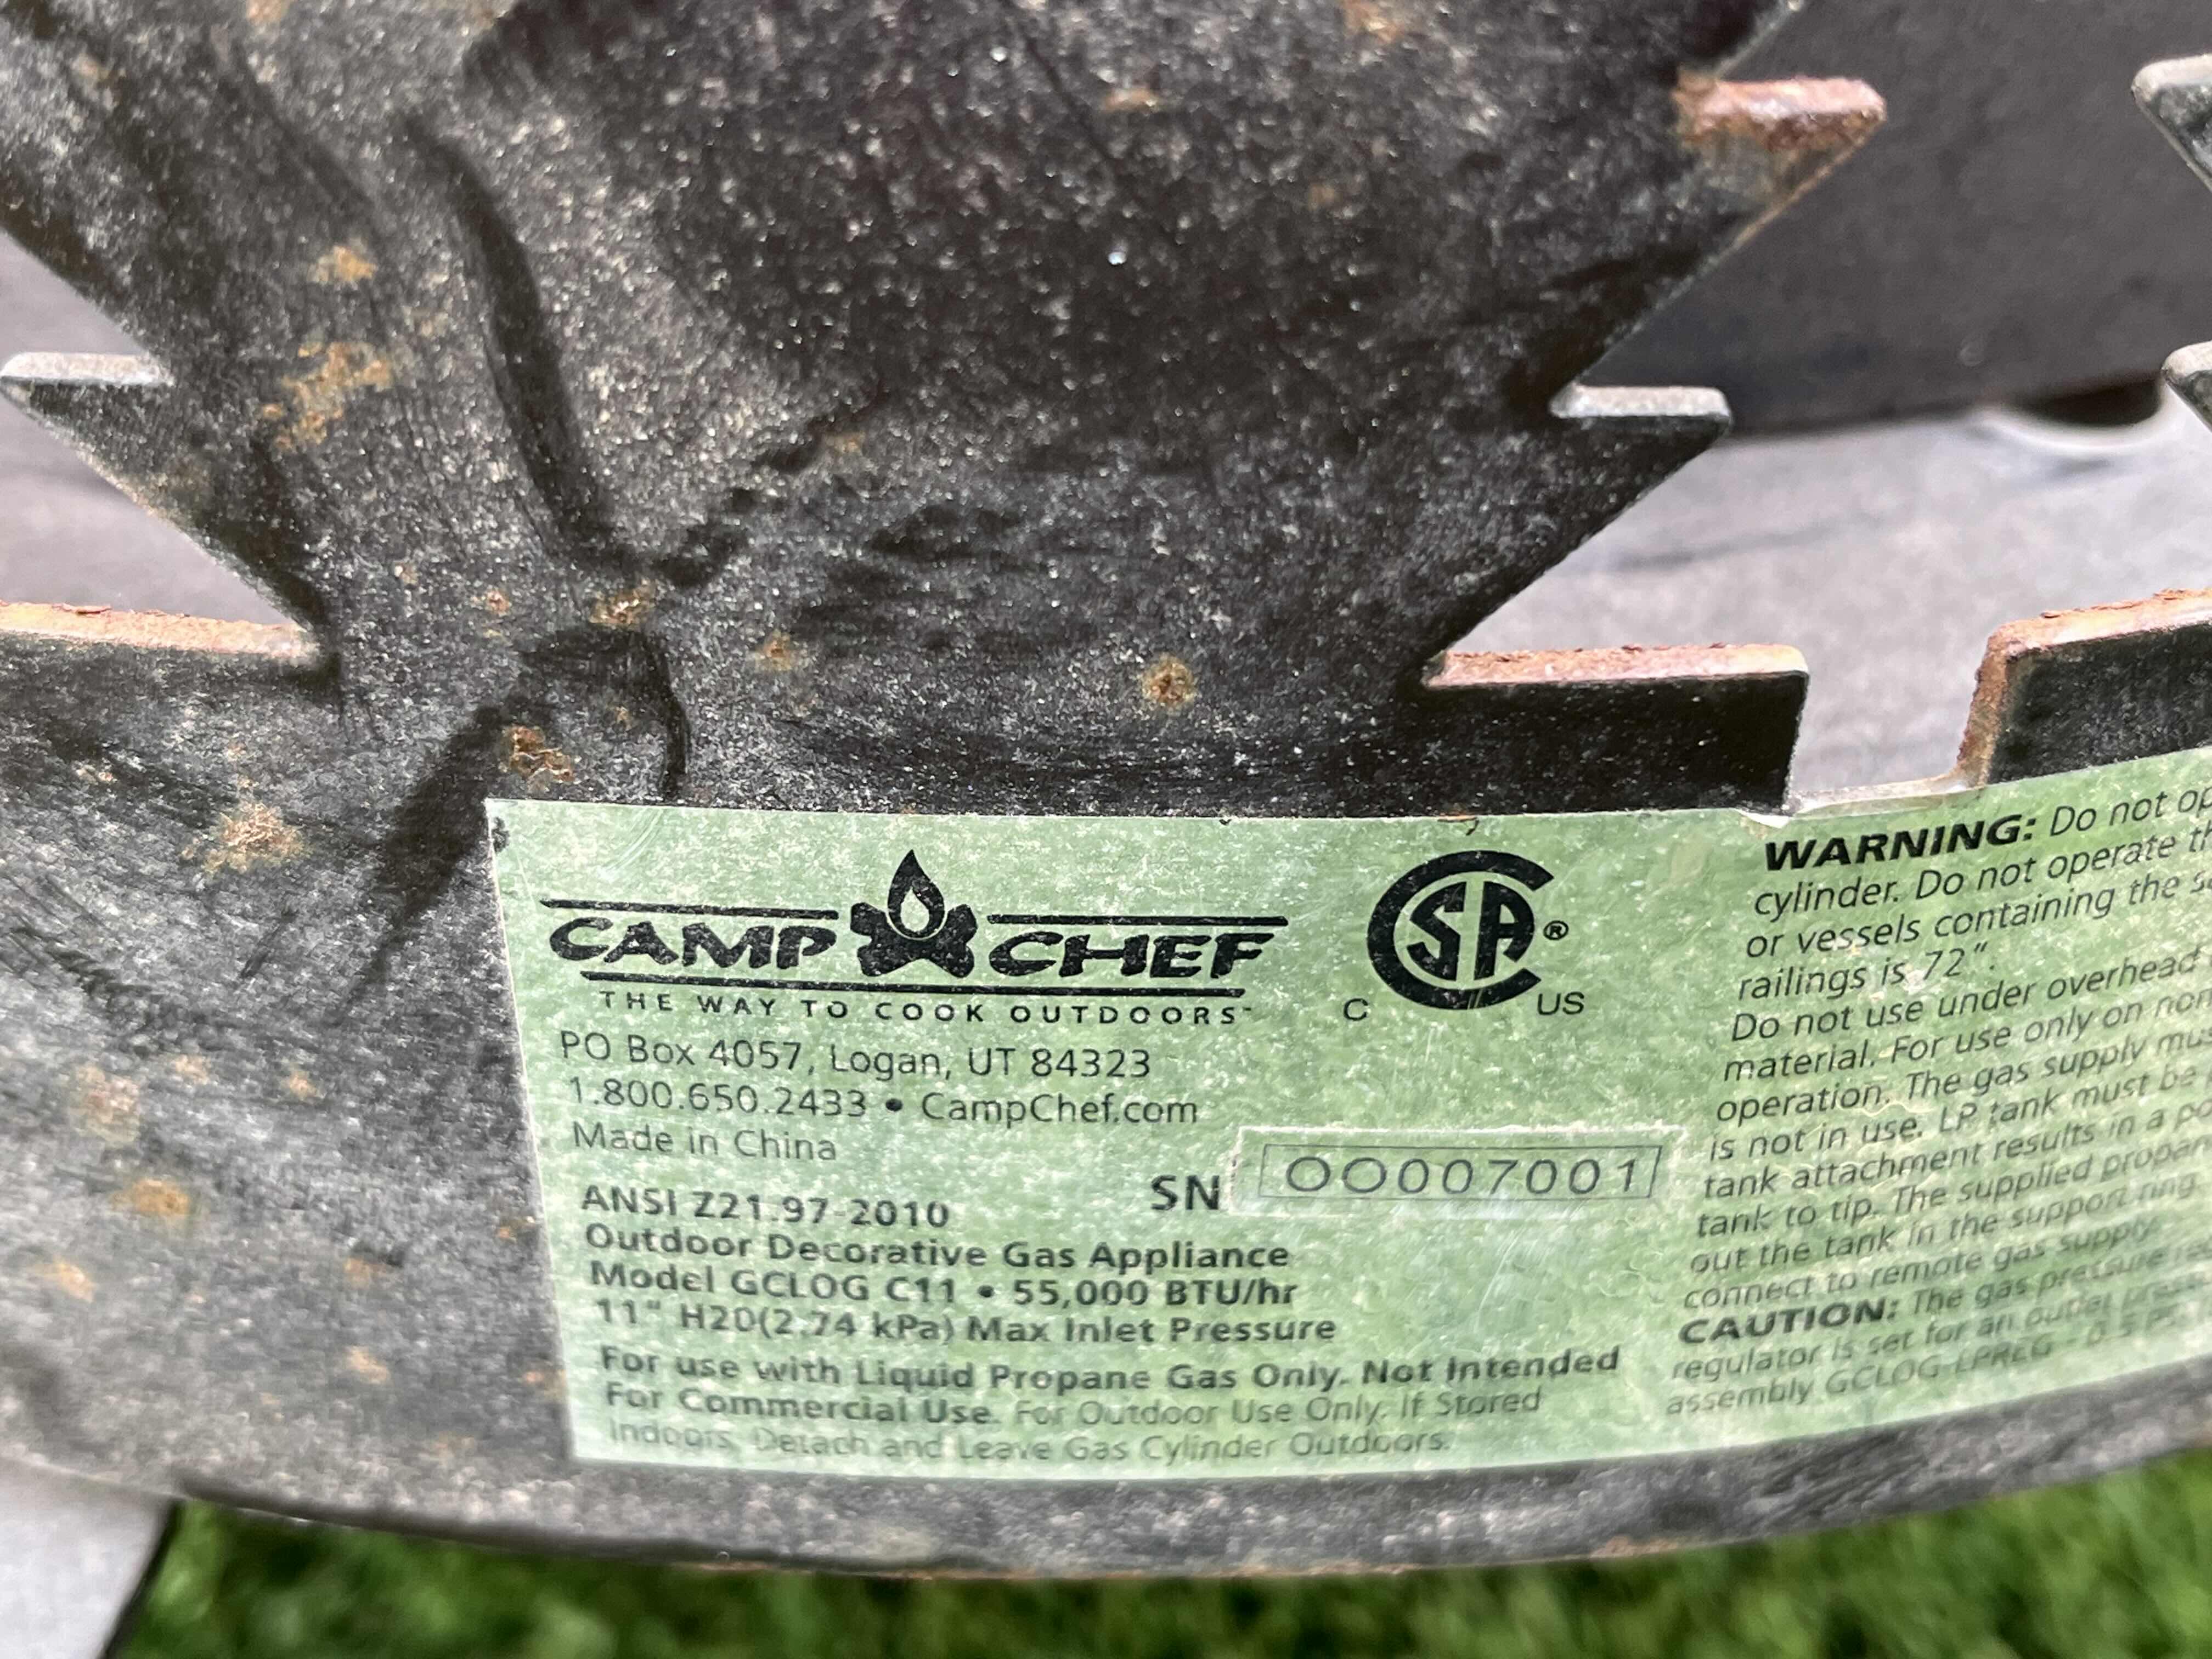 CAMP CHEF
THE WAY TO COOK OUTDOORS™
PO Box 4057, Logan, UT 84323
1.800.650.2433 • CampChef.com
Made in China
CSA®
C US
SN 00007001
ANSI Z21.97-2010
Outdoor Decorative Gas Appliance
Model GCLOG C11 • 55,000 BTU/hr
11" H20(2.74 kPa) Max Inlet Pressure
For use with Liquid Propane Gas Only. Not Intended
For Commercial Use. For Outdoor Use Only. If Stored
Indoors, Detach and Leave Gas Cylinder Outdoors.
WARNING: Do not
cylinder. Do not operate
or vessels containing the
railings is 72".
Do not use under overhead
material. For use only on
operation. The gas supply
is not in use. LP tank must be
tank attachment results in a
tank to tip. The supplied
out the tank in the support ring
connect to remote gas supply.
CAUTION: The gas pressure
regulator is set for an outlet
assembly GCLOG-LPREG - 0.5